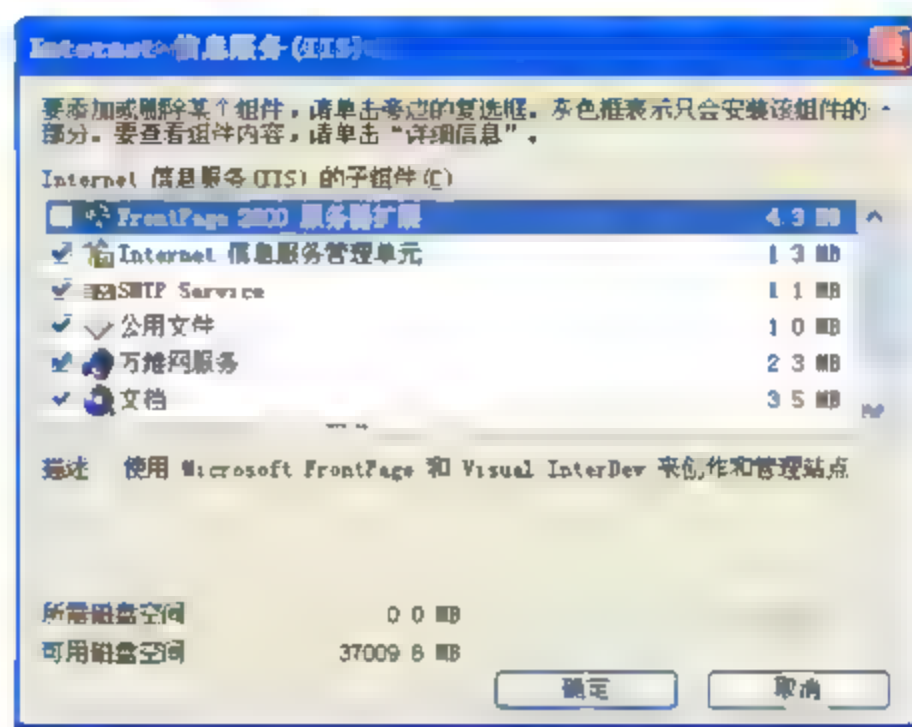 Internet 信息服务(IIS)
要添加或删除某个组件，请单击旁边的复选框。灰色框表示只会安装该组件的一
部分。要查看组件内容，请单击“详细信息”。
Internet 信息服务(IIS) 的子组件(C)
FrontPage 2000 服务器扩展 4.3 MB
Internet 信息服务管理单元 1.3 MB
SMTP Service 1.1 MB
公用文件 1.0 MB
万维网服务 2.3 MB
文档 3.5 MB
描述 使用 Microsoft FrontPage 和 Visual InterDev 来创作和管理站点
所需磁盘空间 0.0 MB
可用磁盘空间 37009.8 MB
确定 取消